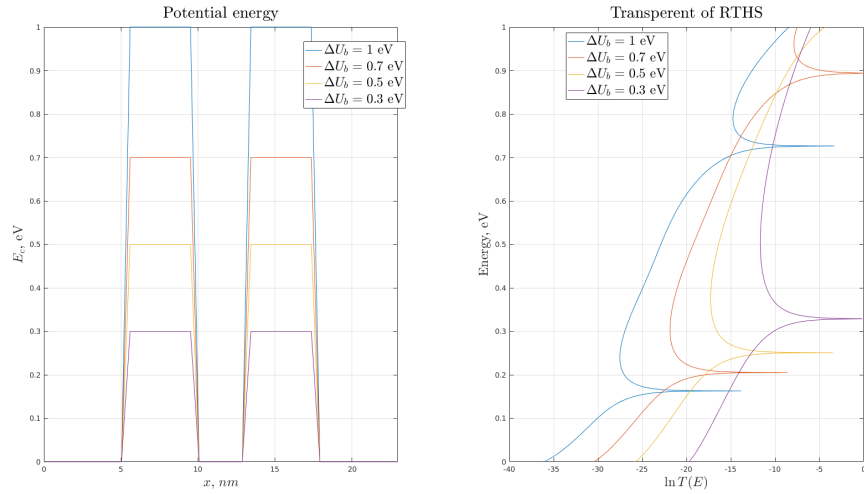 Potential energy
1
0.9
0.8
0.7
0.6
0.5
0.4
0.3
0.2
0.1
0
E_c, eV
ΔU_b = 1 eV
ΔU_b = 0.7 eV
ΔU_b = 0.5 eV
ΔU_b = 0.3 eV
0 5 10 15 20
x, nm
Transperent of RTHS
1
0.9
0.8
0.7
0.6
0.5
0.4
0.3
0.2
0.1
0
Energy, eV
ΔU_b = 1 eV
ΔU_b = 0.7 eV
ΔU_b = 0.5 eV
ΔU_b = 0.3 eV
-40 -35 -30 -25 -20 -15 -10 -5 0
ln T(E)